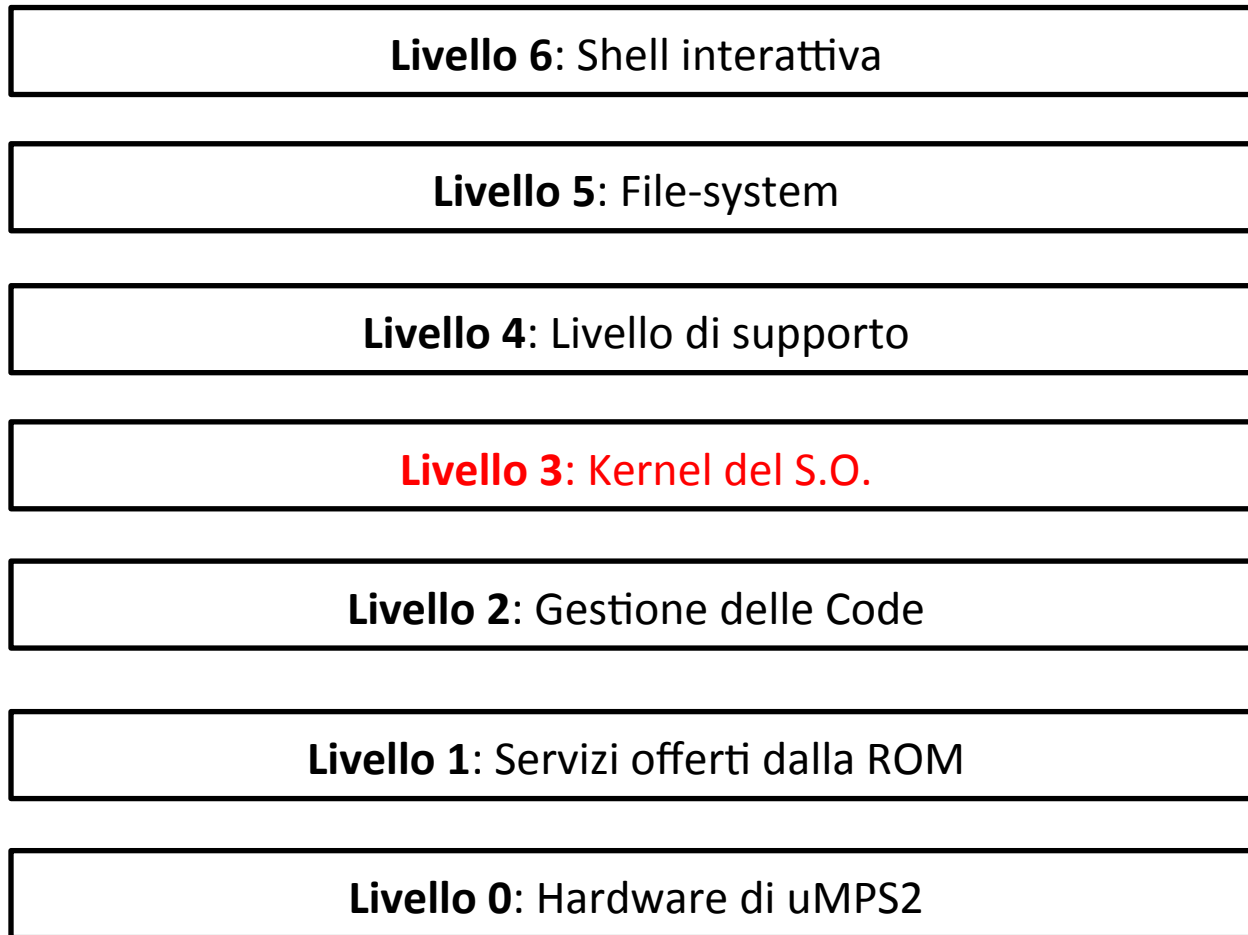 Livello 6: Shell interattiva
Livello 5: File-system
Livello 4: Livello di supporto
Livello 3: Kernel del S.O.
Livello 2: Gestione delle Code
Livello 1: Servizi offerti dalla ROM
Livello 0: Hardware di uMPS2